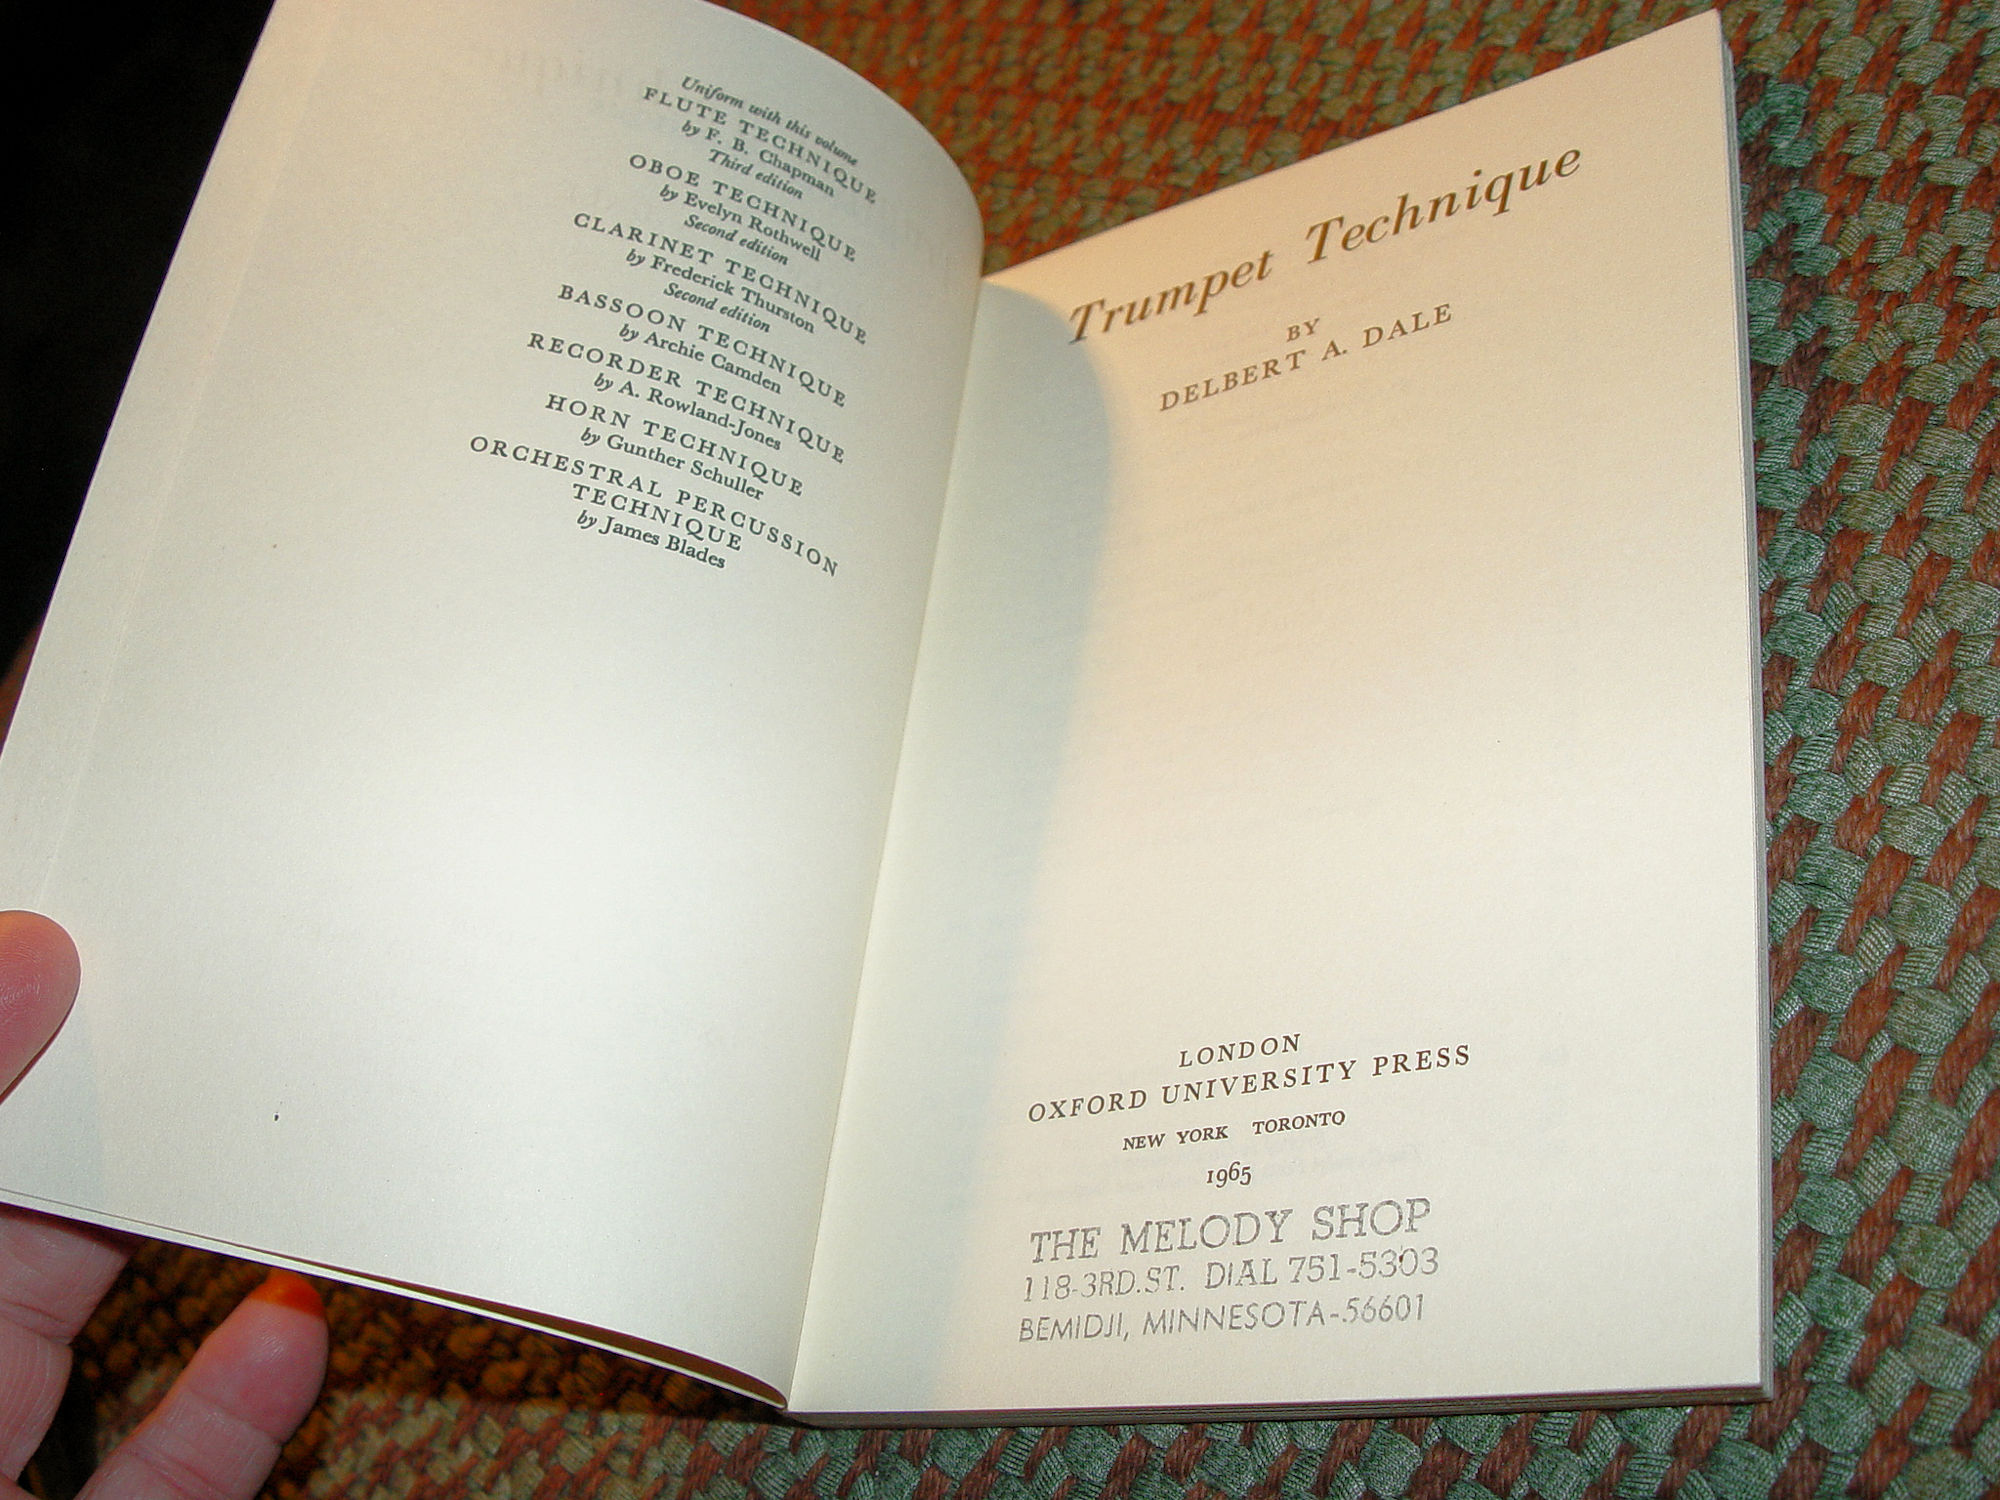 Uniform with this volume
FLUTE TECHNIQUE
by F. B. Chapman
Third edition
OBOE TECHNIQUE
by Evelyn Rothwell
Second edition
CLARINET TECHNIQUE
by Frederick Thurston
Second edition
BASSOON TECHNIQUE
by Archie Camden
RECORDER TECHNIQUE
by A. Rowland-Jones
HORN TECHNIQUE
by Gunther Schuller
ORCHESTRAL PERCUSSION
TECHNIQUE
by James Blades
Trumpet Technique
BY
DELBERT A. DALE
LONDON
OXFORD UNIVERSITY PRESS
NEW YORK TORONTO
1965
THE MELODY SHOP
118-3RD.ST. DIAL 751-5303
BEMIDJI, MINNESOTA-56601